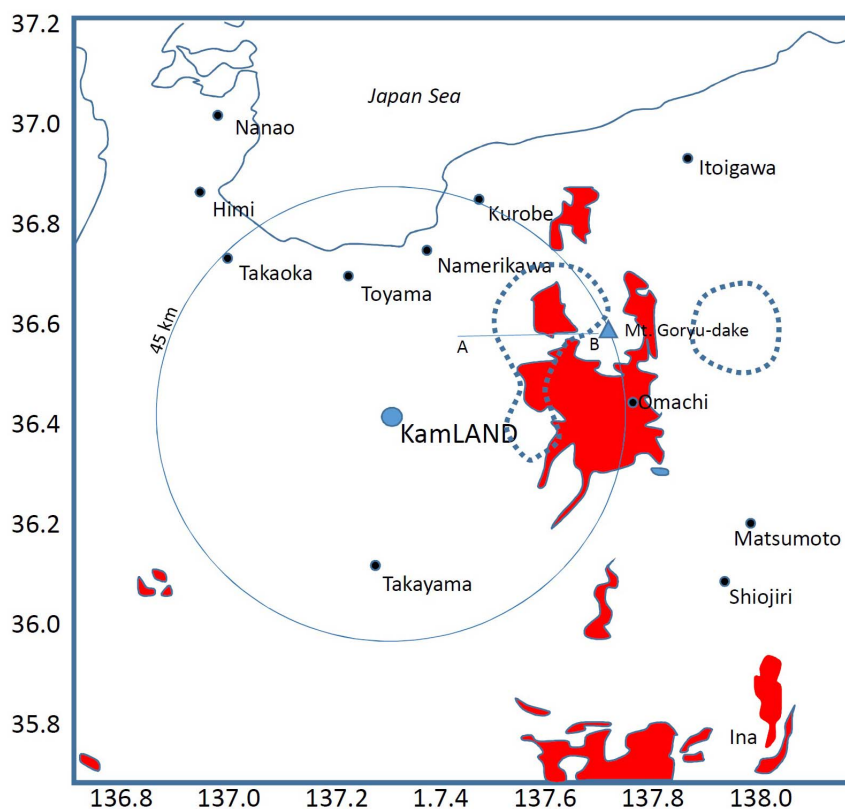 37.2
Japan Sea
37.0
Nanao
Itoigawa
36.8
Himi
Kurobe
Takaoka
Namerikawa
Toyama
36.6
45 km
Mt. Goryu-dake
A
B
36.4
Omachi
KamLAND
36.2
Matsumoto
Takayama
Shiojiri
36.0
35.8
Ina
136.8 137.0 137.2 1.7.4 137.6 137.8 138.0